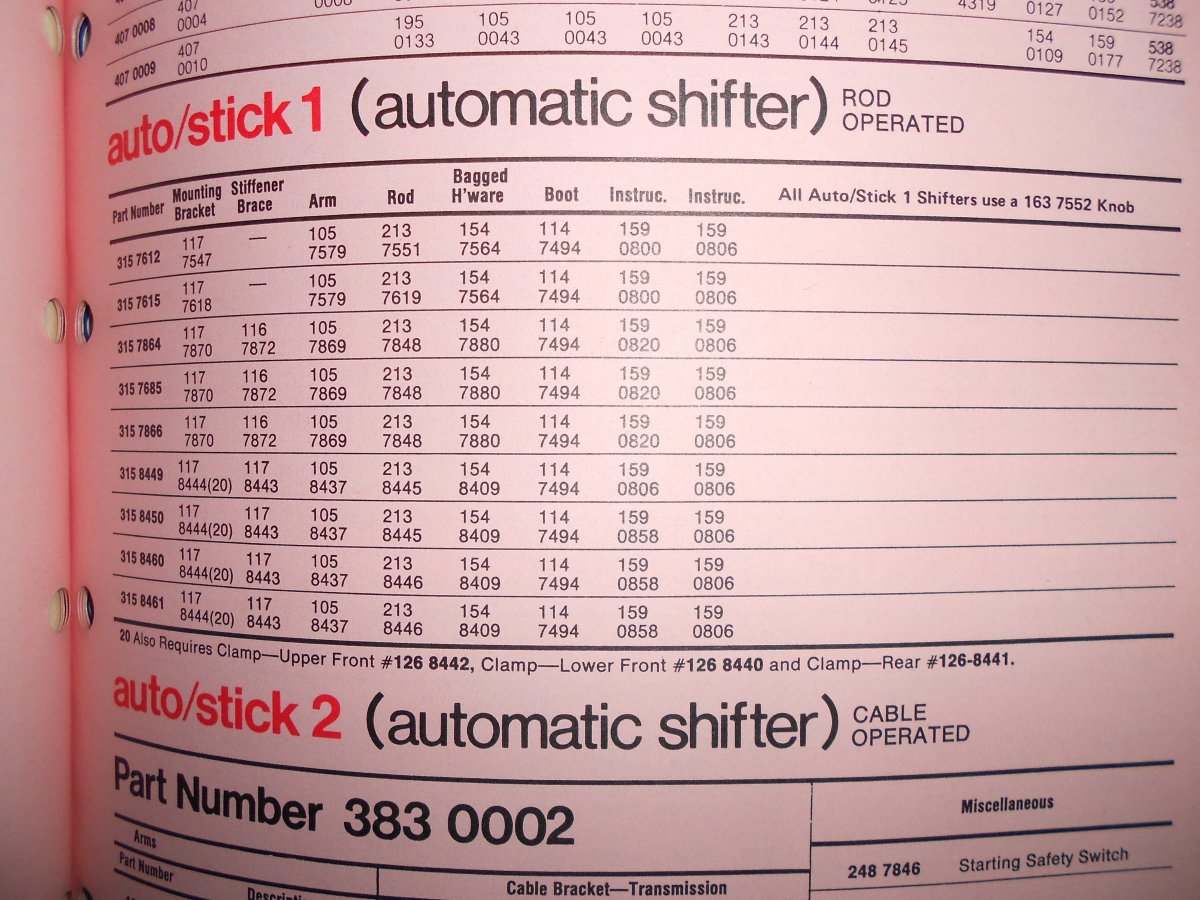 407 0008 407 0004 4319 0127 0152 7238
407 0009 407 0010 195 0133 105 0043 105 0043 105 0043 213 0143 213 0144 213 0145 154 0109 159 0177 538 7238
auto/stick 1 (automatic shifter) ROD OPERATED
Part Number Mounting Bracket Stiffener Brace Arm Rod Bagged H'ware Boot Instruc. Instruc. All Auto/Stick 1 Shifters use a 163 7552 Knob
315 7612 117 7547 — 105 7579 213 7551 154 7564 114 7494 159 0800 159 0806
315 7615 117 7618 — 105 7579 213 7619 154 7564 114 7494 159 0800 159 0806
315 7864 117 7870 116 7872 105 7869 213 7848 154 7880 114 7494 159 0820 159 0806
315 7685 117 7870 116 7872 105 7869 213 7848 154 7880 114 7494 159 0820 159 0806
315 7866 117 7870 116 7872 105 7869 213 7848 154 7880 114 7494 159 0820 159 0806
315 8449 117 8444(20) 117 8443 105 8437 213 8445 154 8409 114 7494 159 0806 159 0806
315 8450 117 8444(20) 117 8443 105 8437 213 8445 154 8409 114 7494 159 0858 159 0806
315 8460 117 8444(20) 117 8443 105 8437 213 8446 154 8409 114 7494 159 0858 159 0806
315 8461 117 8444(20) 117 8443 105 8437 213 8446 154 8409 114 7494 159 0858 159 0806
20 Also Requires Clamp—Upper Front #126 8442, Clamp—Lower Front #126 8440 and Clamp—Rear #126-8441.
auto/stick 2 (automatic shifter) CABLE OPERATED
Part Number 383 0002
Miscellaneous
Arms
248 7846 Starting Safety Switch
Part Number
Cable Bracket—Transmission